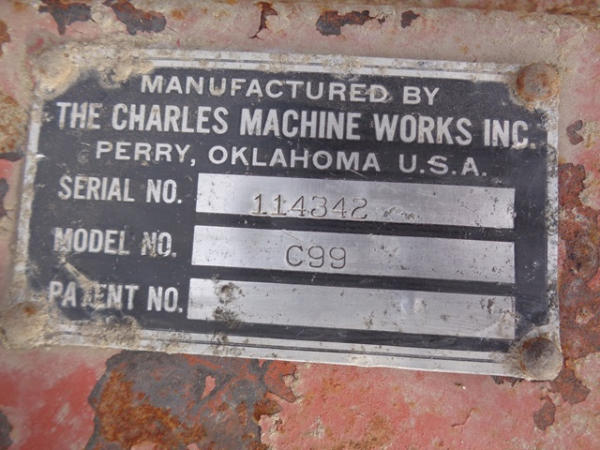 MANUFACTURED BY
THE CHARLES MACHINE WORKS INC.
PERRY, OKLAHOMA U.S.A.
SERIAL NO. 114342
MODEL NO. C99
PATENT NO.